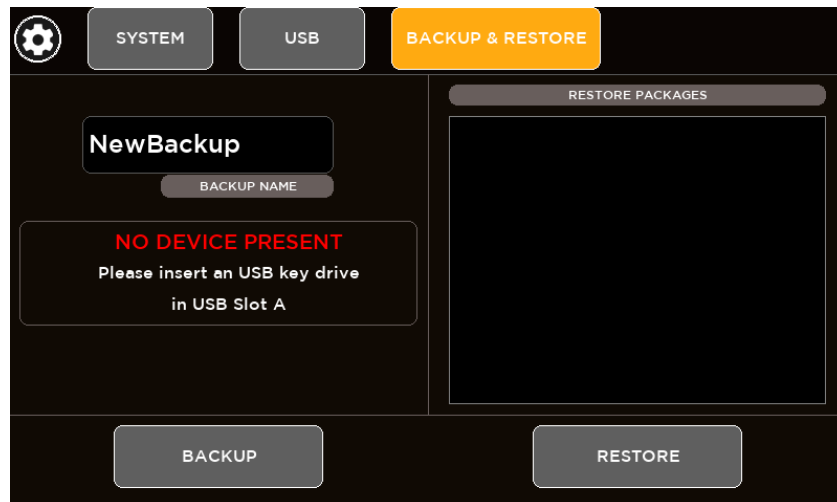 SYSTEM
USB
BACKUP & RESTORE
NewBackup
BACKUP NAME
NO DEVICE PRESENT
Please insert an USB key drive
in USB Slot A
RESTORE PACKAGES
BACKUP
RESTORE